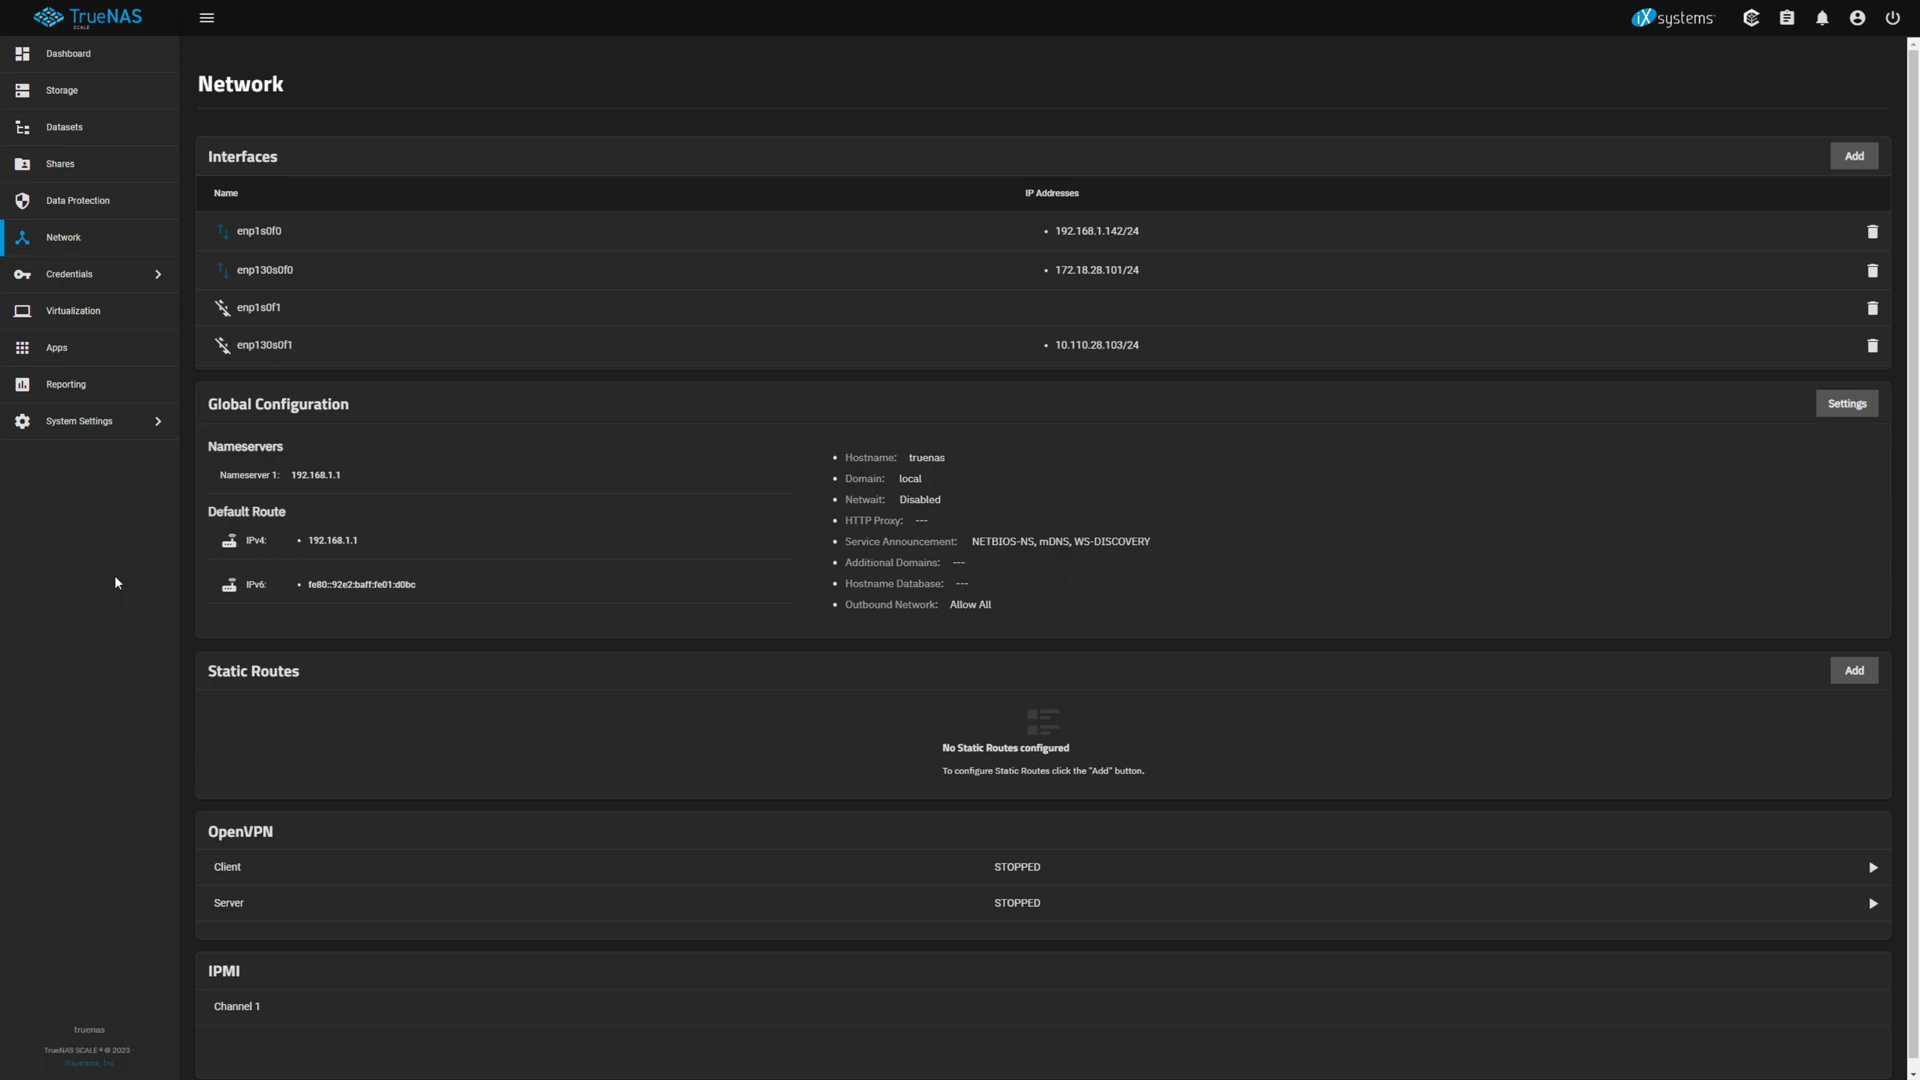 TrueNAS
SCALE
iXsystems
Dashboard
Storage
Datasets
Shares
Data Protection
Network
Credentials
Virtualization
Apps
Reporting
System Settings
truenas
TrueNAS SCALE ® © 2023 -
iXsystems, Inc
Network
Interfaces
Add
Name
IP Addresses
enp1s0f0
• 192.168.1.142/24
enp130s0f0
• 172.18.28.101/24
enp1s0f1
enp130s0f1
• 10.110.28.103/24
Global Configuration
Settings
Nameservers
Nameserver 1: 192.168.1.1
Default Route
IPv4: • 192.168.1.1
IPv6: • fe80::92e2:baff:fe01:d0bc
• Hostname: truenas
• Domain: local
• Netwait: Disabled
• HTTP Proxy: ---
• Service Announcement: NETBIOS-NS, mDNS, WS-DISCOVERY
• Additional Domains: ---
• Hostname Database: ---
• Outbound Network: Allow All
Static Routes
Add
No Static Routes configured
To configure Static Routes click the "Add" button.
OpenVPN
Client STOPPED
Server STOPPED
IPMI
Channel 1